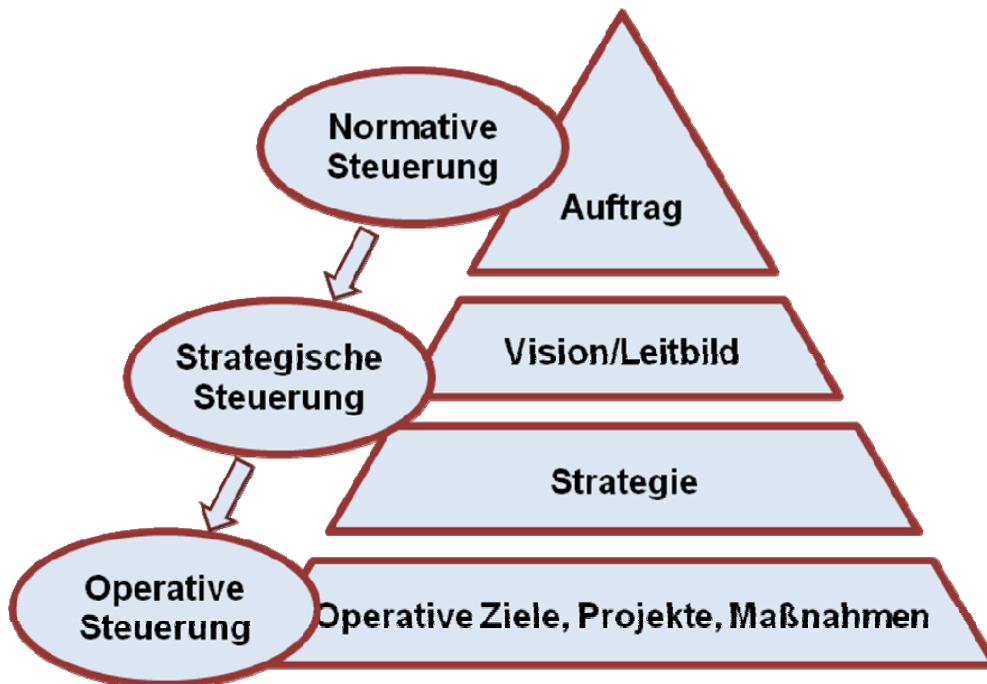 Normative
Steuerung
Auftrag
Strategische
Steuerung
Vision/Leitbild
Strategie
Operative
Steuerung
Operative Ziele, Projekte, Maßnahmen